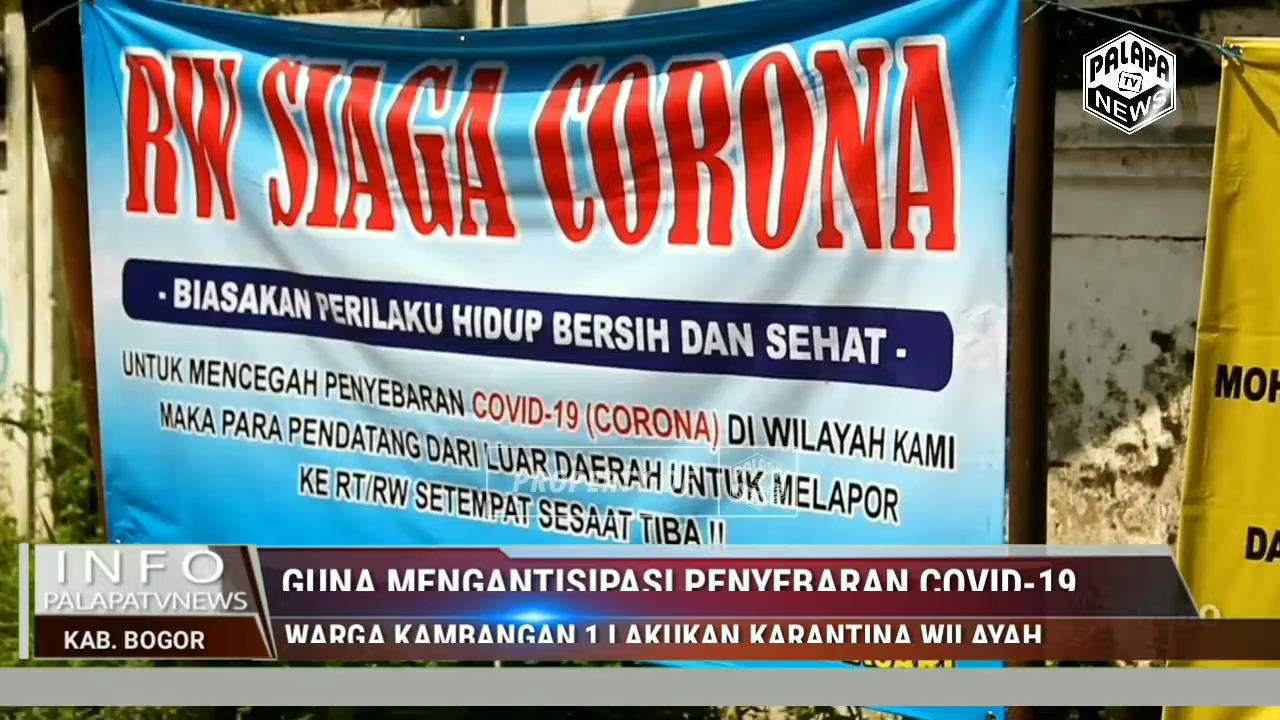 RW SIAGA CORONA
PALAPA
TV
NEWS
- BIASAKAN PERILAKU HIDUP BERSIH DAN SEHAT -
UNTUK MENCEGAH PENYEBARAN COVID-19 (CORONA) DI WILAYAH KAMI
MAKA PARA PENDATANG DARI LUAR DAERAH UNTUK MELAPOR
KE RT/RW SETEMPAT SESAAT TIBA !!
MOH
DA
INFO
PALAPATVNEWS
KAB. BOGOR
GUNA MENGANTISIPASI PENYEBARAN COVID-19
WARGA KAMBANGAN 1 LAKUKAN KARANTINA WILAYAH